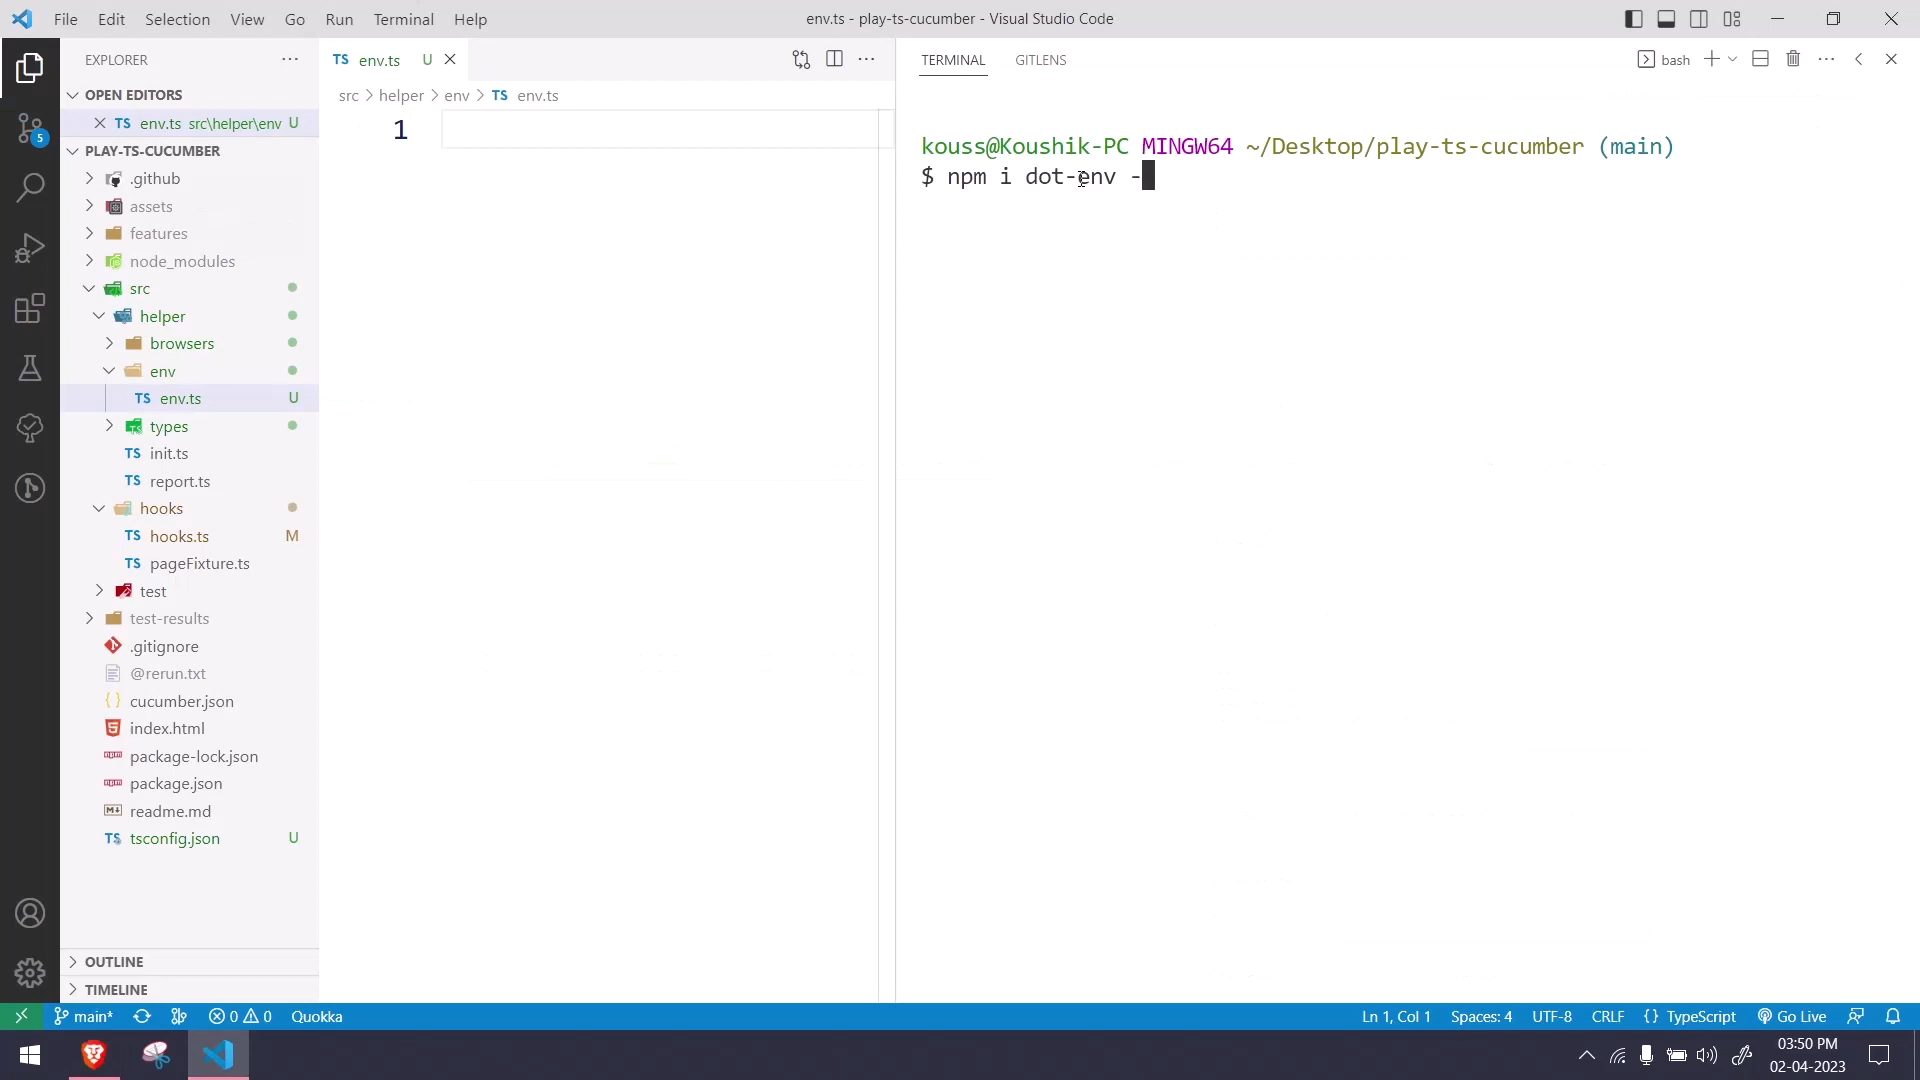 File Edit Selection View Go Run Terminal Help
env.ts - play-ts-cucumber - Visual Studio Code
EXPLORER
OPEN EDITORS
TS env.ts src\helper\env U
PLAY-TS-CUCUMBER
.github
assets
features
node_modules
src
helper
browsers
env
TS env.ts U
types
TS init.ts
TS report.ts
hooks
TS hooks.ts M
TS pageFixture.ts
test
test-results
.gitignore
@rerun.txt
cucumber.json
index.html
package-lock.json
package.json
readme.md
TS tsconfig.json U
OUTLINE
TIMELINE
5
TS env.ts U
src > helper > env > TS env.ts
1
TERMINAL GITLENS
bash
kouss@Koushik-PC MINGW64 ~/Desktop/play-ts-cucumber (main)
$ npm i dot-env -
main* 0 0 Quokka
Ln 1, Col 1 Spaces: 4 UTF-8 CRLF {} TypeScript Go Live
03:50 PM
02-04-2023